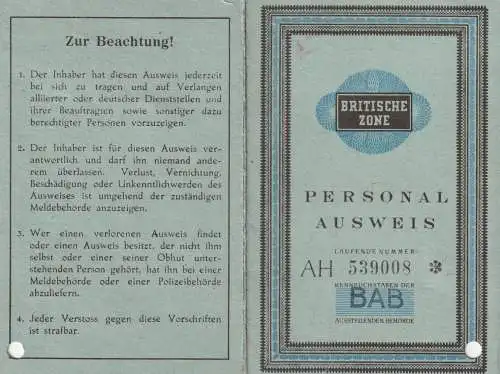 Zur Beachtung!
1. Der Inhaber hat diesen Ausweis jederzeit
bei sich zu tragen und auf Verlangen
alliierter oder deutscher Dienststellen und
ihrer Beauftragten sowie sonstiger dazu
berechtigter Personen vorzuzeigen.
2. Der Inhaber ist für diesen Ausweis ver-
antwortlich und darf ihn niemand ande-
rem überlassen. Verlust, Vernichtung,
Beschädigung oder Unkenntlichwerden des
Ausweises ist umgehend der zuständigen
Meldebehörde anzuzeigen.
3. Wer einen verlorenen Ausweis findet
oder einen Ausweis besitzt, der nicht ihm
selbst oder einer seiner Obhut unter-
stehenden Person gehört, hat ihn bei einer
Meldebehörde oder einer Polizeibehörde
abzuliefern.
4. Jeder Verstoss gegen diese Vorschriften
ist strafbar.
BRITISCHE
ZONE
PERSONAL
AUSWEIS
LAUFENDE NUMMER
AH 539008 *
KENNBUCHSTABEN DER
BAB
AUSSTELLENDEN BEHÖRDE